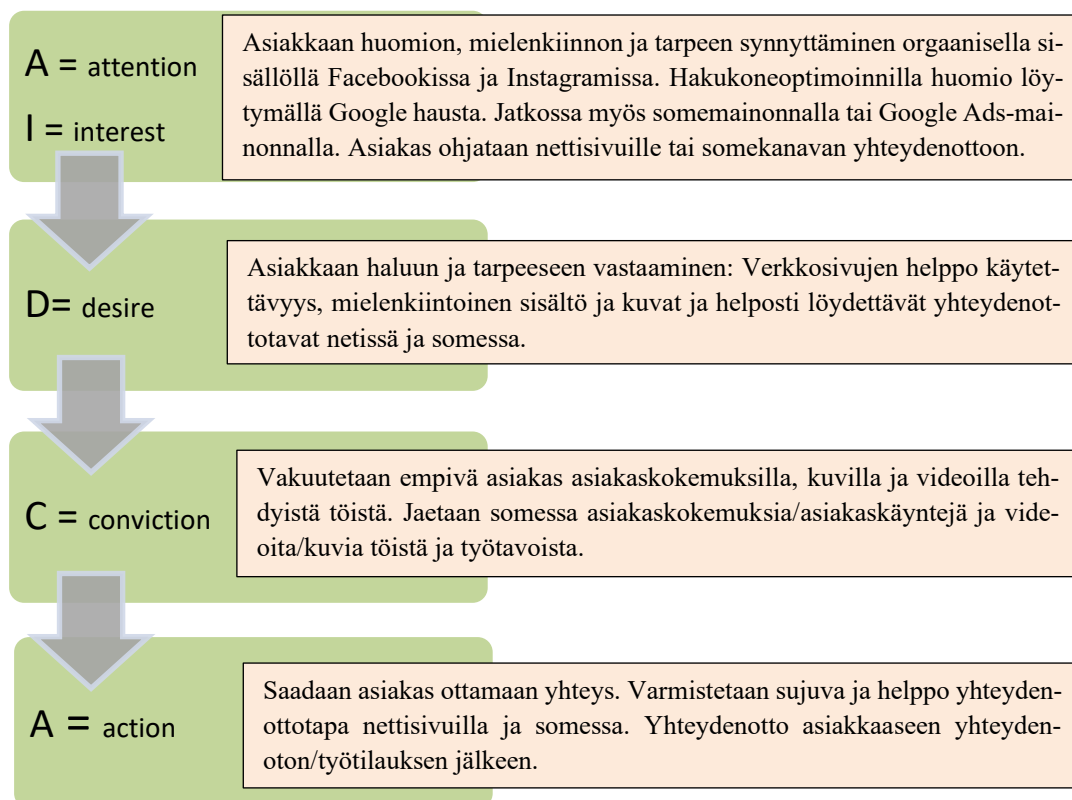 A = attention
I = interest
Asiakkaan huomion, mielenkiinnon ja tarpeen synnyttäminen orgaanisella si-
sällöllä Facebookissa ja Instagramissa. Hakukoneoptimoinnilla huomio löy-
tymällä Google hausta. Jatkossa myös somemainonnalla tai Google Ads-mai-
nonnalla. Asiakas ohjataan nettisivuille tai somekanavan yhteydenottoon.
D= desire
Asiakkaan haluun ja tarpeeseen vastaaminen: Verkkosivujen helppo käytet-
tävyys, mielenkiintoinen sisältö ja kuvat ja helposti löydettävät yhteydenot-
totavat netissä ja somessa.
C = conviction
Vakuutetaan empivä asiakas asiakaskokemuksilla, kuvilla ja videoilla teh-
dyistä töistä. Jaetaan somessa asiakaskokemuksia/asiakaskäyntejä ja vide-
oita/kuvia töistä ja työtavoista.
A = action
Saadaan asiakas ottamaan yhteys. Varmistetaan sujuva ja helppo yhteyden-
ottotapa nettisivuilla ja somessa. Yhteydenotto asiakkaaseen yhteyden-
oton/työtilauksen jälkeen.